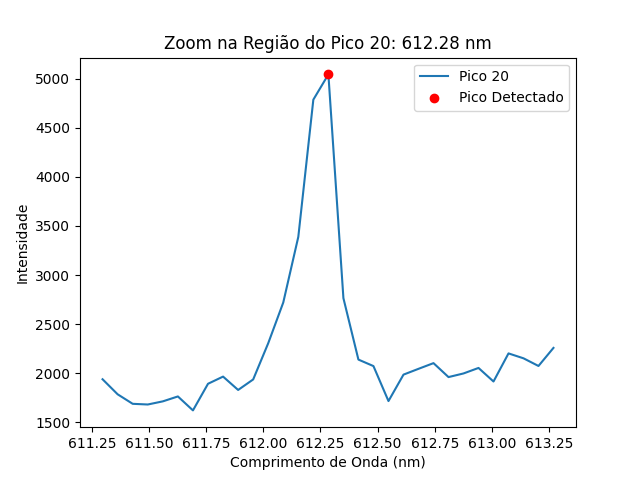 Zoom na Região do Pico 20: 612.28 nm
Pico 20
Pico Detectado
Intensidade
5000
4500
4000
3500
3000
2500
2000
1500
611.25 611.50 611.75 612.00 612.25 612.50 612.75 613.00 613.25
Comprimento de Onda (nm)